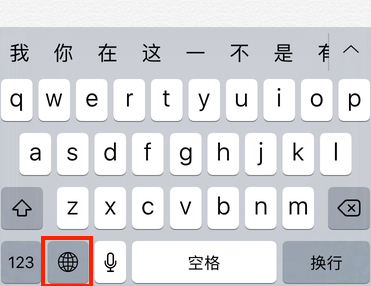 我 你 在 这 一 不 是 有
q w e r t y u i o p
a s d f g h j k l
z x c v b n m
123 空格 换行